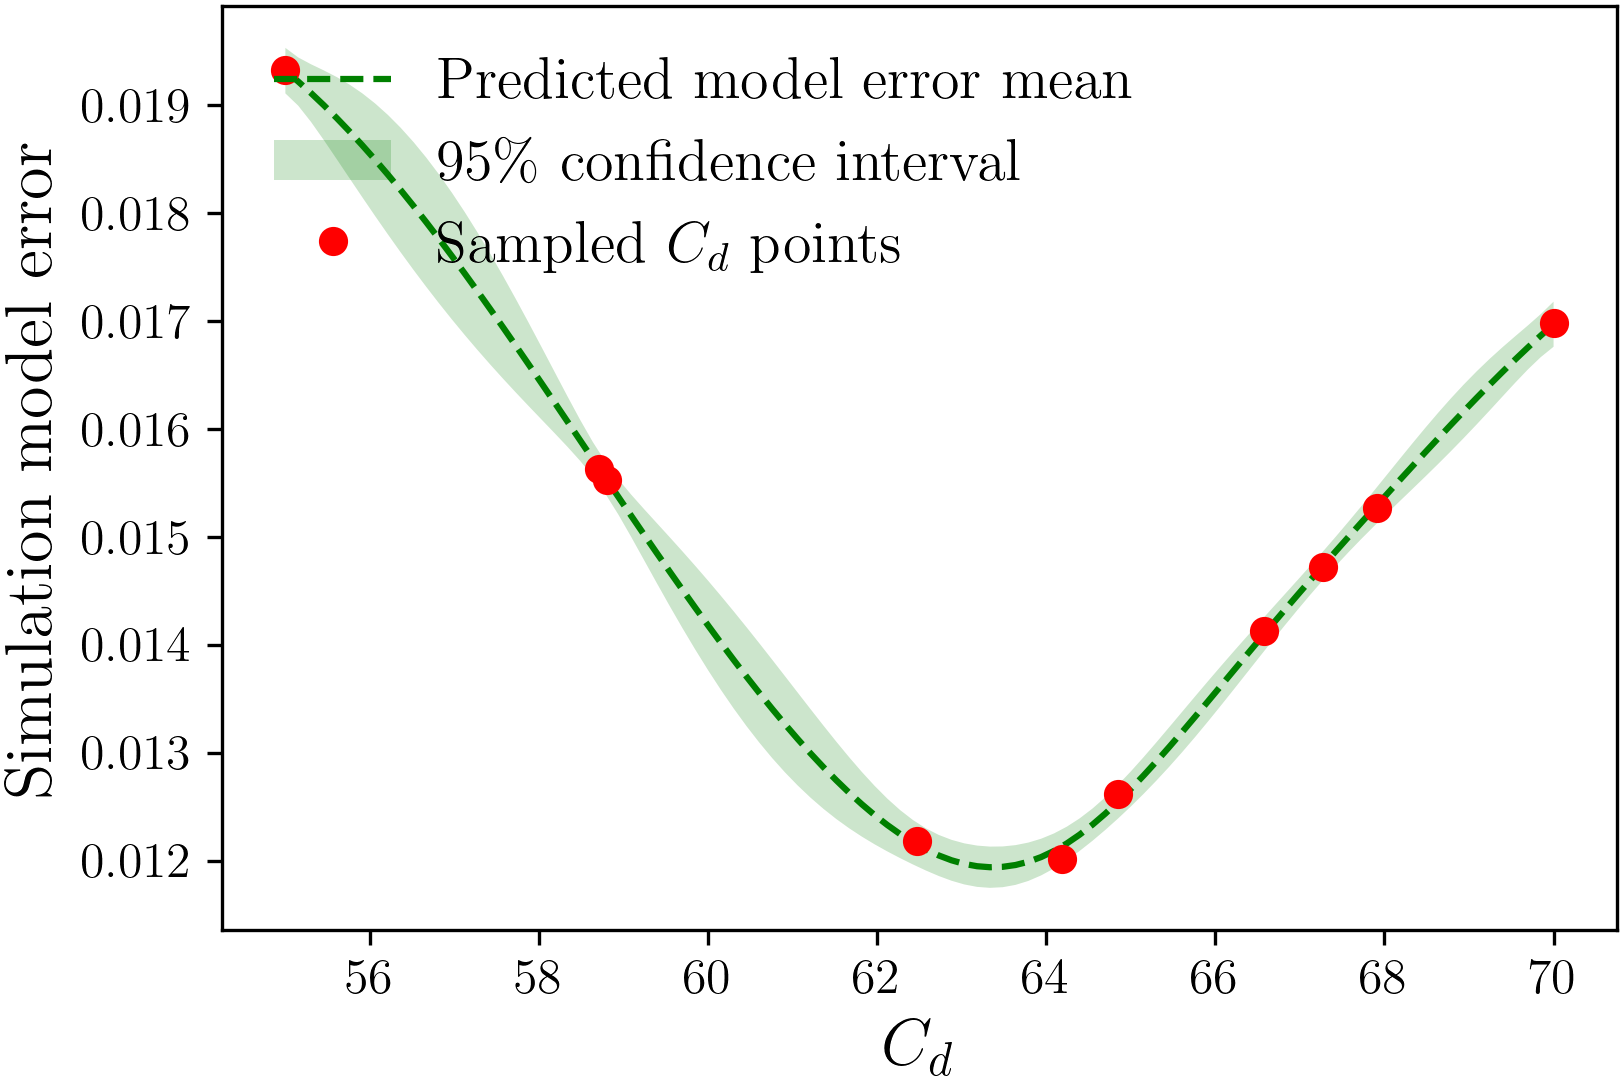 Simulation model error
0.019
0.018
0.017
0.016
0.015
0.014
0.013
0.012
Predicted model error mean
95% confidence interval
Sampled C_d points
56 58 60 62 64 66 68 70
C_d